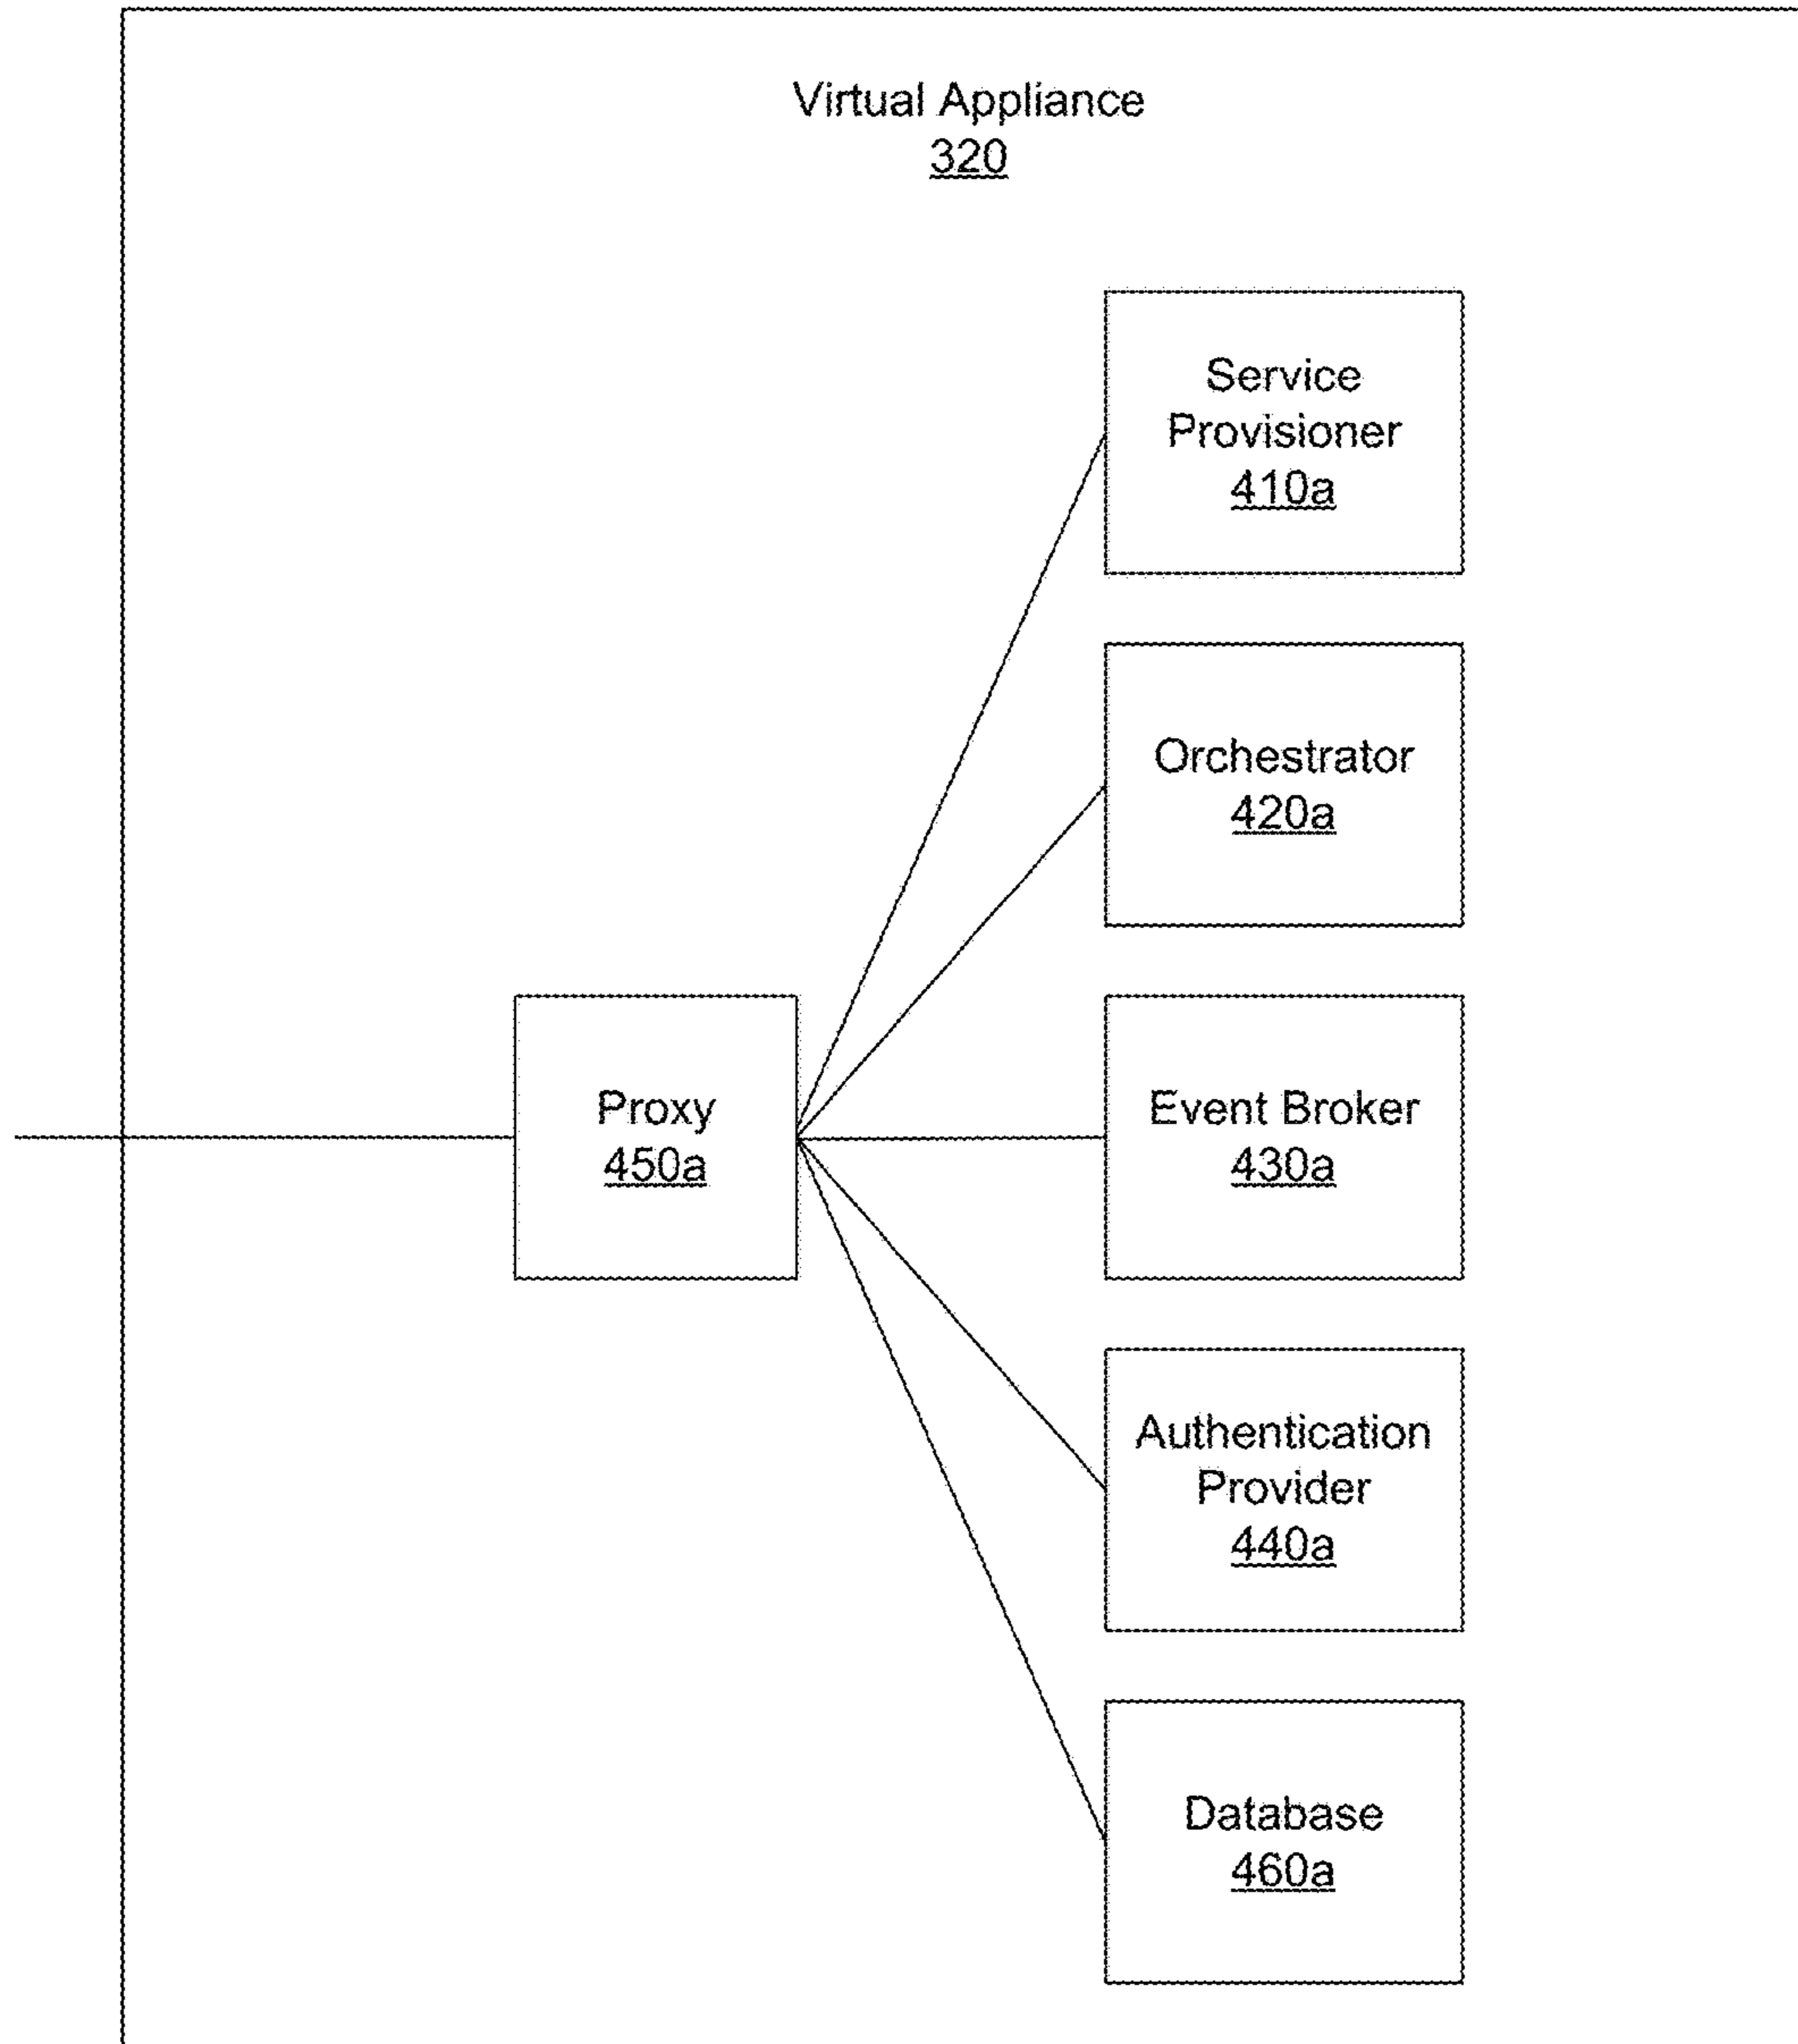 Virtual Appliance
320
Service
Provisioner
410a
Orchestrator
420a
Proxy
450a
Event Broker
430a
Authentication
Provider
440a
Database
460a